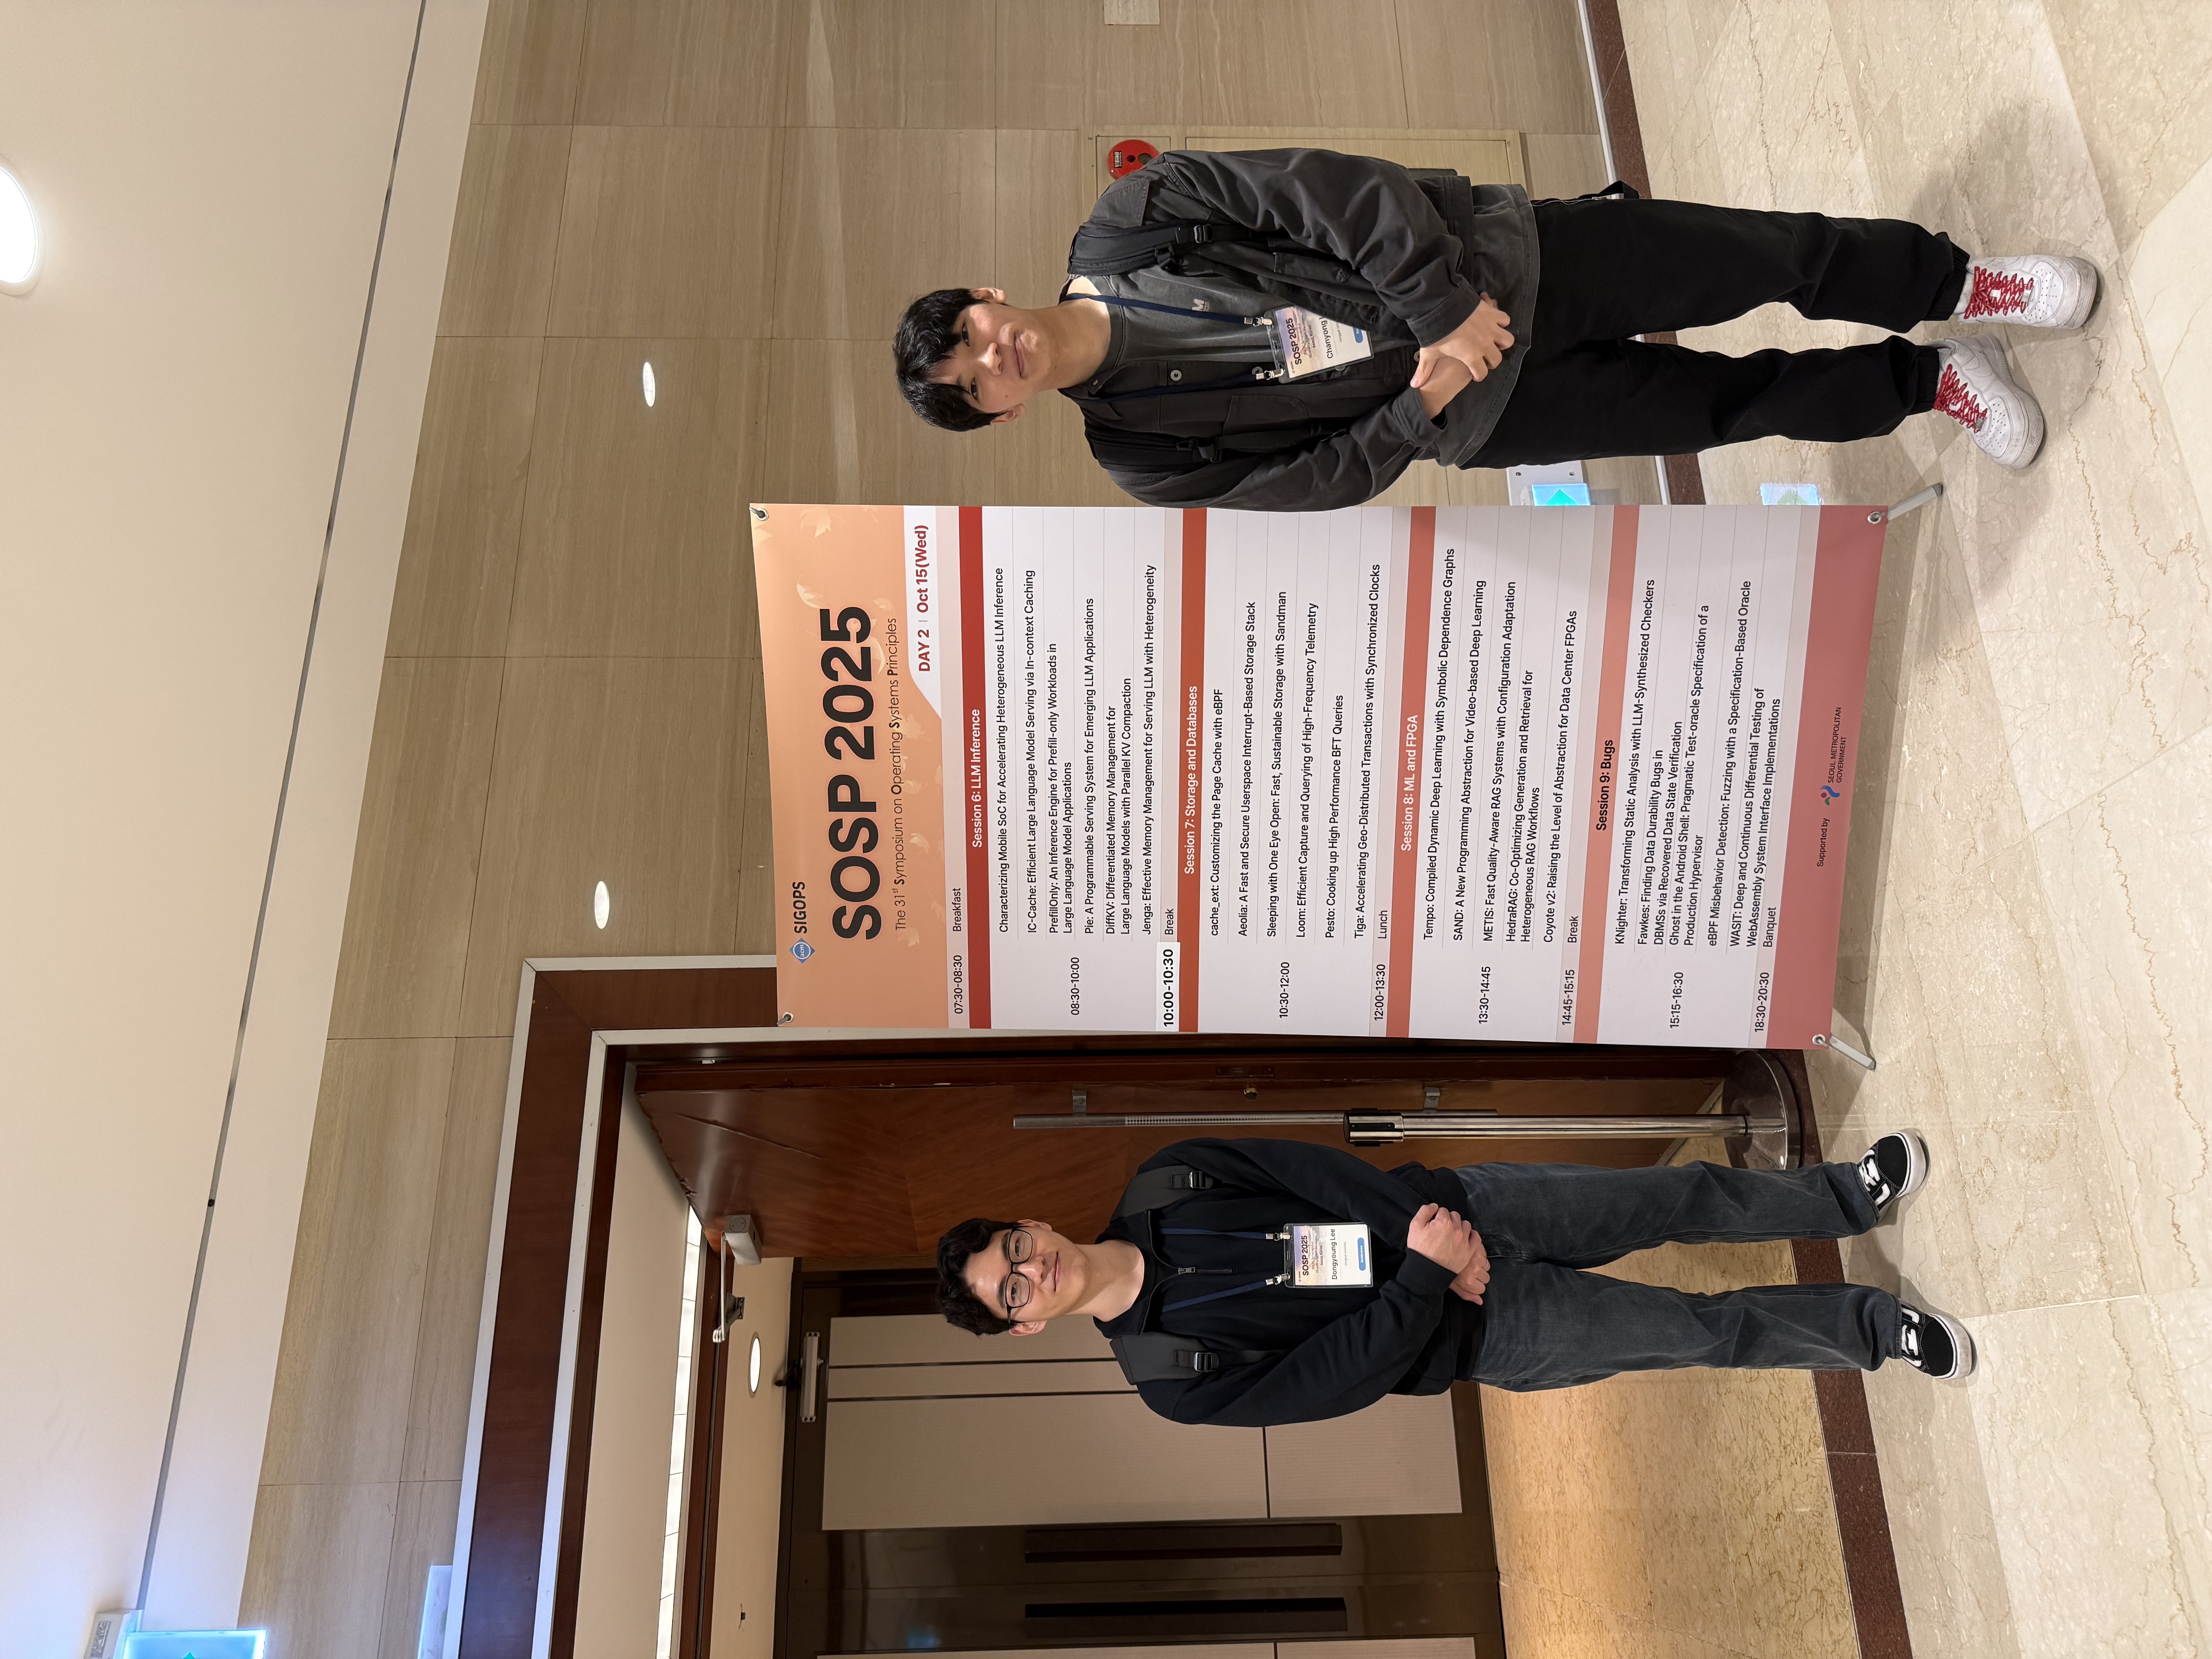 acm SIGOPS
SOSP 2025
The 31st Symposium on Operating Systems Principles
DAY 2 | Oct 15(Wed)
07:30-08:30 Breakfast
Session 6: LLM Inference
08:30-10:00
Characterizing Mobile SoC for Accelerating Heterogeneous LLM Inference
IC-Cache: Efficient Large Language Model Serving via In-context Caching
PrefillOnly: An Inference Engine for Prefill-only Workloads in
Large Language Model Applications
Pie: A Programmable Serving System for Emerging LLM Applications
DiffKV: Differentiated Memory Management for
Large Language Models with Parallel KV Compaction
Jenga: Effective Memory Management for Serving LLM with Heterogeneity
10:00-10:30 Break
Session 7: Storage and Databases
10:30-12:00
cache_ext: Customizing the Page Cache with eBPF
Aeolia: A Fast and Secure Userspace Interrupt-Based Storage Stack
Sleeping with One Eye Open: Fast, Sustainable Storage with Sandman
Loom: Efficient Capture and Querying of High-Frequency Telemetry
Pesto: Cooking up High Performance BFT Queries
Tiga: Accelerating Geo-Distributed Transactions with Synchronized Clocks
12:00-13:30 Lunch
Session 8: ML and FPGA
13:30-14:45
Tempo: Compiled Dynamic Deep Learning with Symbolic Dependence Graphs
SAND: A New Programming Abstraction for Video-based Deep Learning
METIS: Fast Quality-Aware RAG Systems with Configuration Adaptation
HedraRAG: Co-Optimizing Generation and Retrieval for
Heterogeneous RAG Workflows
Coyote v2: Raising the Level of Abstraction for Data Center FPGAs
14:45-15:15 Break
Session 9: Bugs
15:15-16:30
KNighter: Transforming Static Analysis with LLM-Synthesized Checkers
Fawkes: Finding Data Durability Bugs in
DBMSs via Recovered Data State Verification
Ghost in the Android Shell: Pragmatic Test-oracle Specification of a
Production Hypervisor
eBPF Misbehavior Detection: Fuzzing with a Specification-Based Oracle
WASIT: Deep and Continuous Differential Testing of
WebAssembly System Interface Implementations
18:30-20:30 Banquet
Supported by SEOUL METROPOLITAN
GOVERNMENT
SOSP 2025
Dongyoung Lee
SOSP 2025
Chanyong